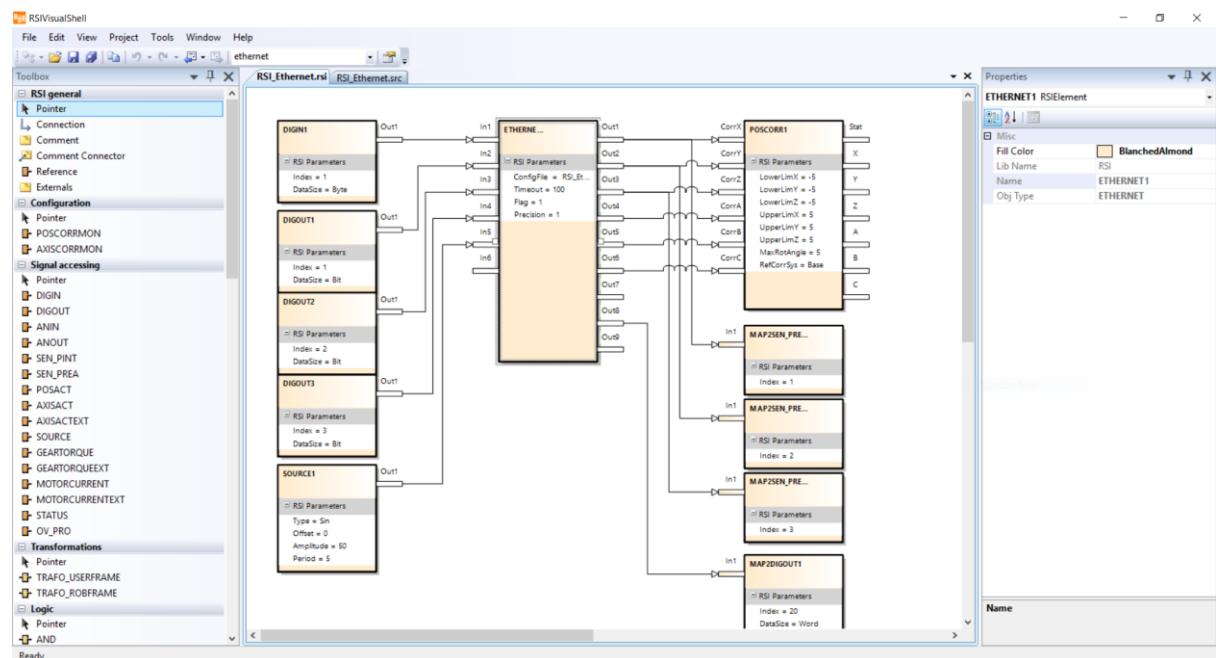 RSIVisualShell
File Edit View Project Tools Window Help
ethernet
Toolbox
RSI general
Pointer
Connection
Comment
Comment Connector
Reference
Externals
Configuration
Pointer
POSCORRMON
AXISCORRMON
Signal accessing
Pointer
DIGIN
DIGOUT
ANIN
ANOUT
SEN_PINT
SEN_PREA
POSACT
AXISACT
AXISACTEXT
SOURCE
GEARTORQUE
GEARTORQUEEXT
MOTORCURRENT
MOTORCURRENTEXT
STATUS
OV_PRO
Transformations
Pointer
TRAFO_USERFRAME
TRAFO_ROBFRAME
Logic
Pointer
AND
Ready
RSI_Ethernet.rsi RSI_Ethernet.src
DIGIN1
Out1
RSI Parameters
Index = 1
DataSize = Byte
DIGOUT1
Out1
RSI Parameters
Index = 1
DataSize = Bit
DIGOUT2
Out1
RSI Parameters
Index = 2
DataSize = Bit
DIGOUT3
Out1
RSI Parameters
Index = 3
DataSize = Bit
SOURCE1
Out1
RSI Parameters
Type = Sin
Offset = 0
Amplitude = 50
Period = 5
In1
In2
In3
In4
In5
In6
ETHERNE...
RSI Parameters
ConfigFile = RSI_Et...
Timeout = 100
Flag = 1
Precision = 1
Out1
Out2
Out3
Out4
Out5
Out6
Out7
Out8
Out9
CorrX
CorrY
CorrZ
CorrA
CorrB
CorrC
POSCORR1
RSI Parameters
LowerLimX = -5
LowerLimY = -5
LowerLimZ = -5
UpperLimX = 5
UpperLimY = 5
UpperLimZ = 5
MaxRotAngle = 5
RefCorrSys = Base
Stat
X
Y
Z
A
B
C
In1
MAP2SEN_PRE...
RSI Parameters
Index = 1
In1
MAP2SEN_PRE...
RSI Parameters
Index = 2
In1
MAP2SEN_PRE...
RSI Parameters
Index = 3
In1
MAP2DIGOUT1
RSI Parameters
Index = 20
DataSize = Word
Properties
ETHERNET1 RSIElement
Misc
Fill Color BlanchedAlmond
Lib Name RSI
Name ETHERNET1
Obj Type ETHERNET
Name